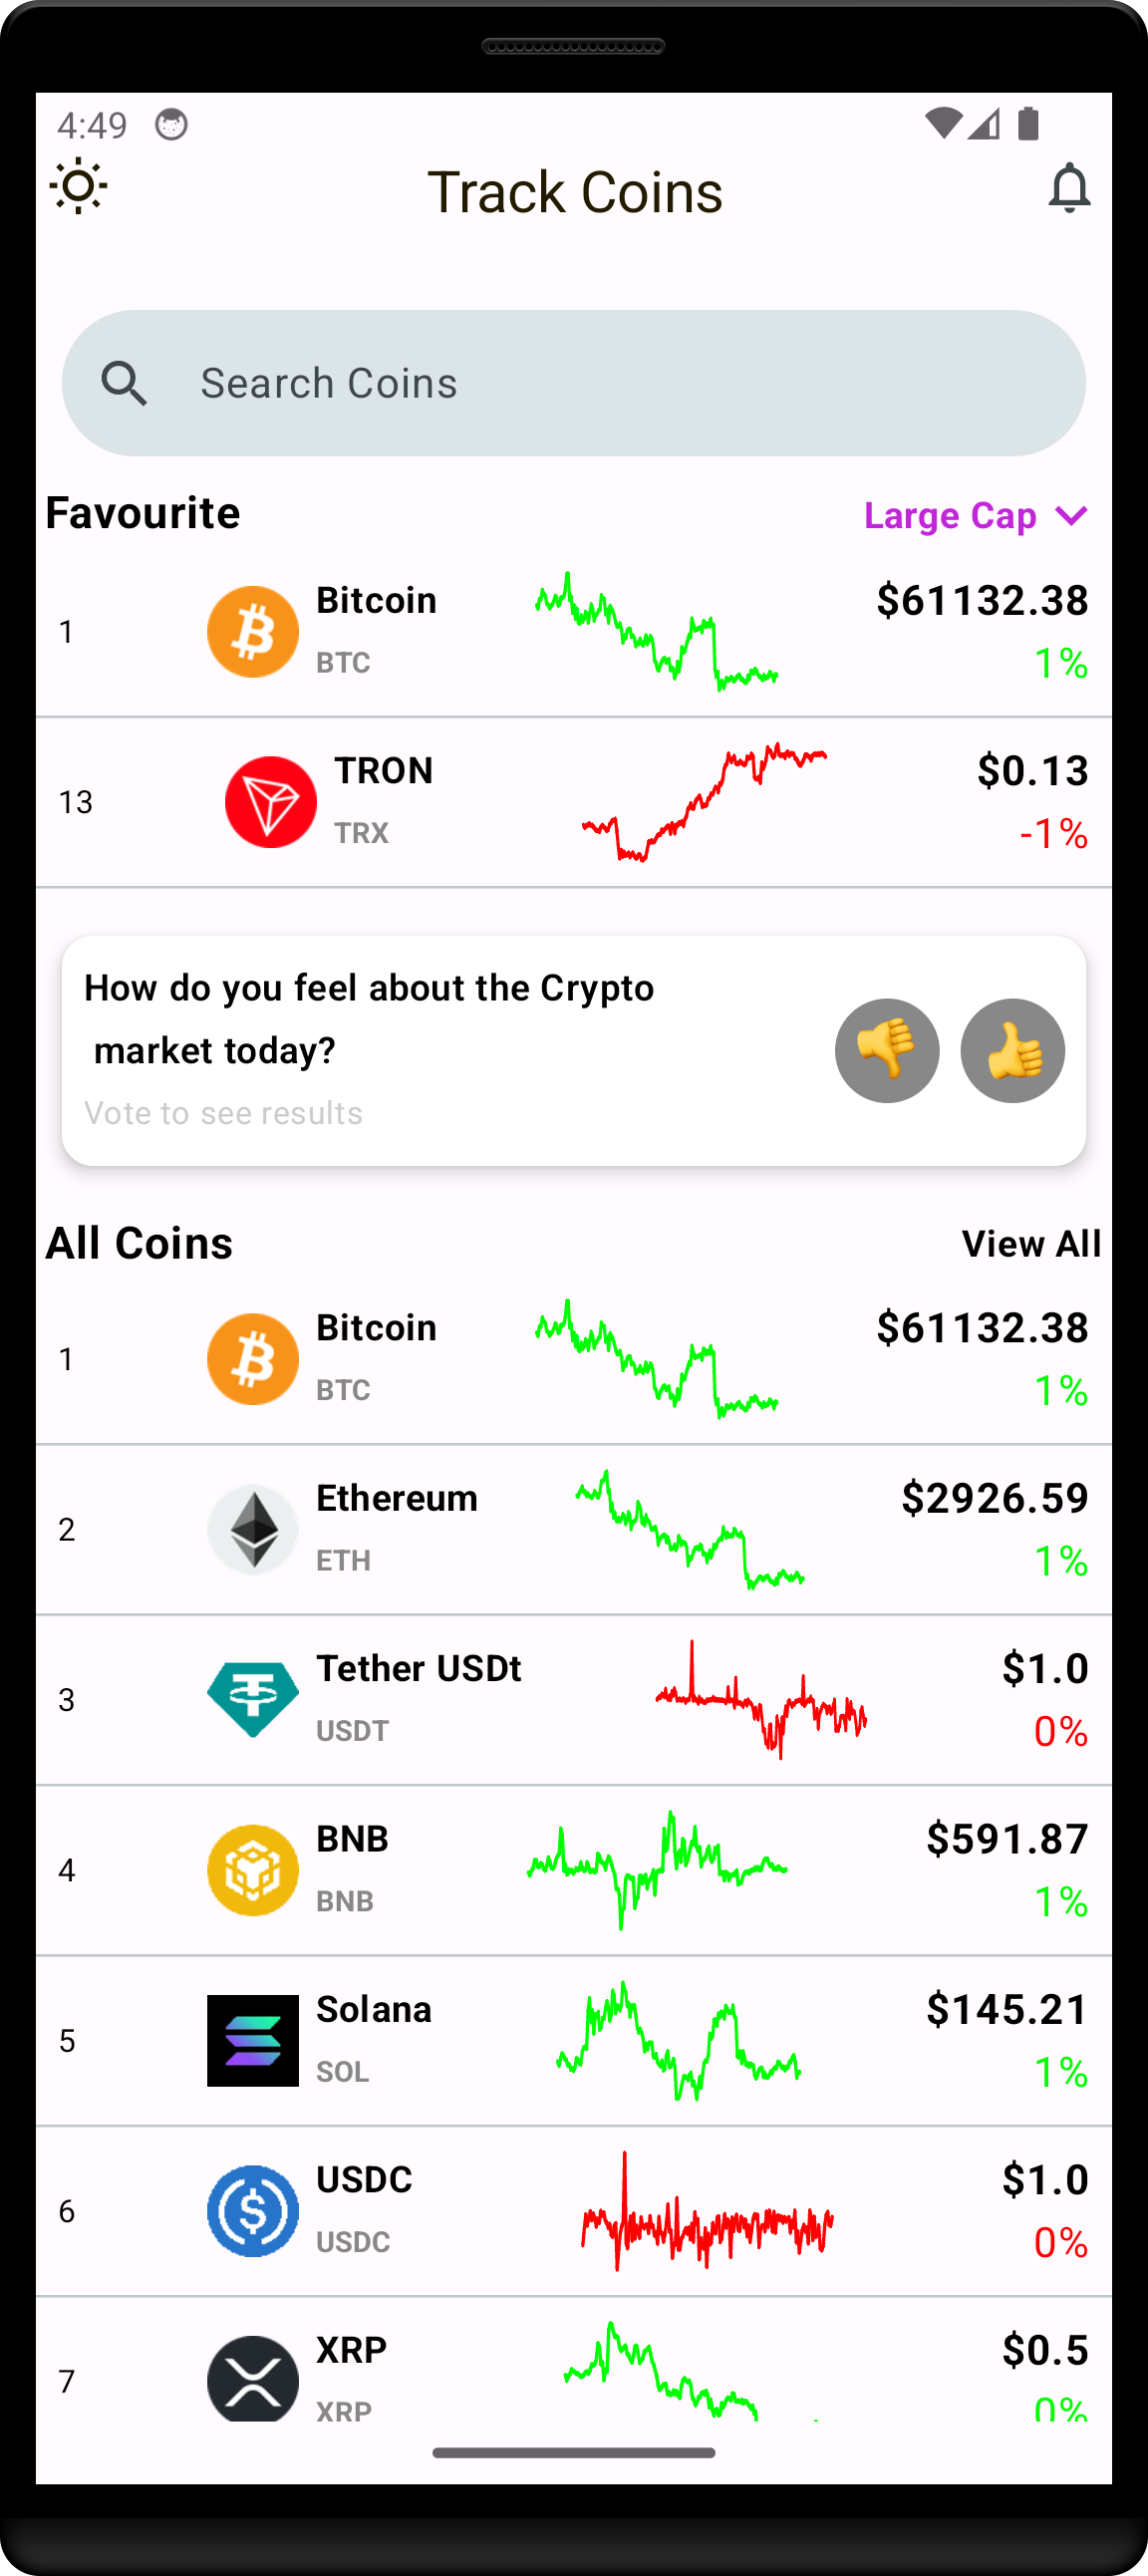 4:49
Track Coins
Search Coins
Favourite
Large Cap
1
Bitcoin
BTC
$61132.38
1%
13
TRON
TRX
$0.13
-1%
How do you feel about the Crypto
market today?
Vote to see results
All Coins
View All
1
Bitcoin
BTC
$61132.38
1%
2
Ethereum
ETH
$2926.59
1%
3
Tether USDt
USDT
$1.0
0%
4
BNB
BNB
$591.87
1%
5
Solana
SOL
$145.21
1%
6
USDC
USDC
$1.0
0%
7
XRP
XRP
$0.5
0%